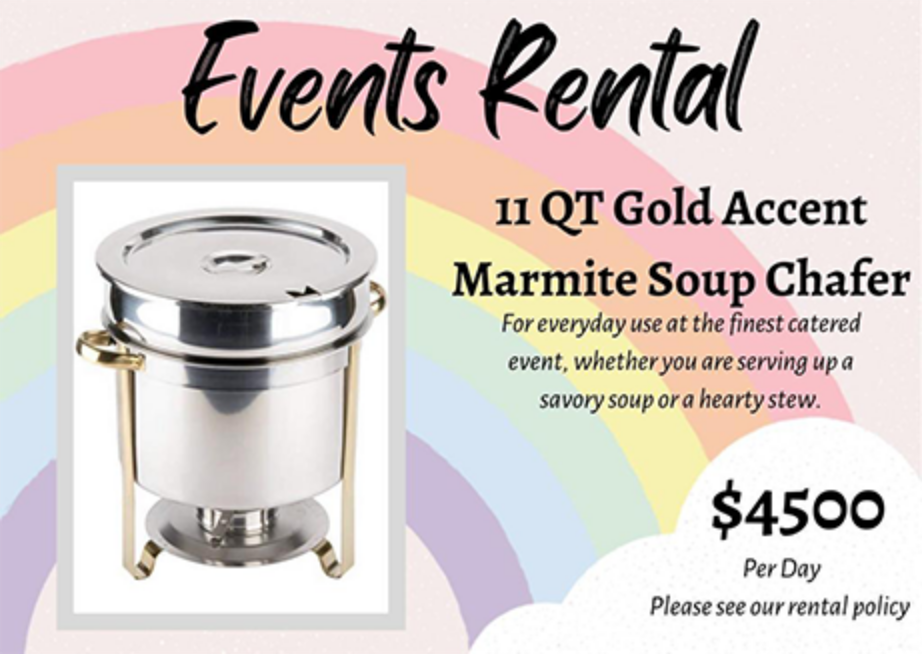 Events Rental
11 QT Gold Accent
Marmite Soup Chafer
For everyday use at the finest catered
event, whether you are serving up a
savory soup or a hearty stew.
$4500
Per Day
Please see our rental policy